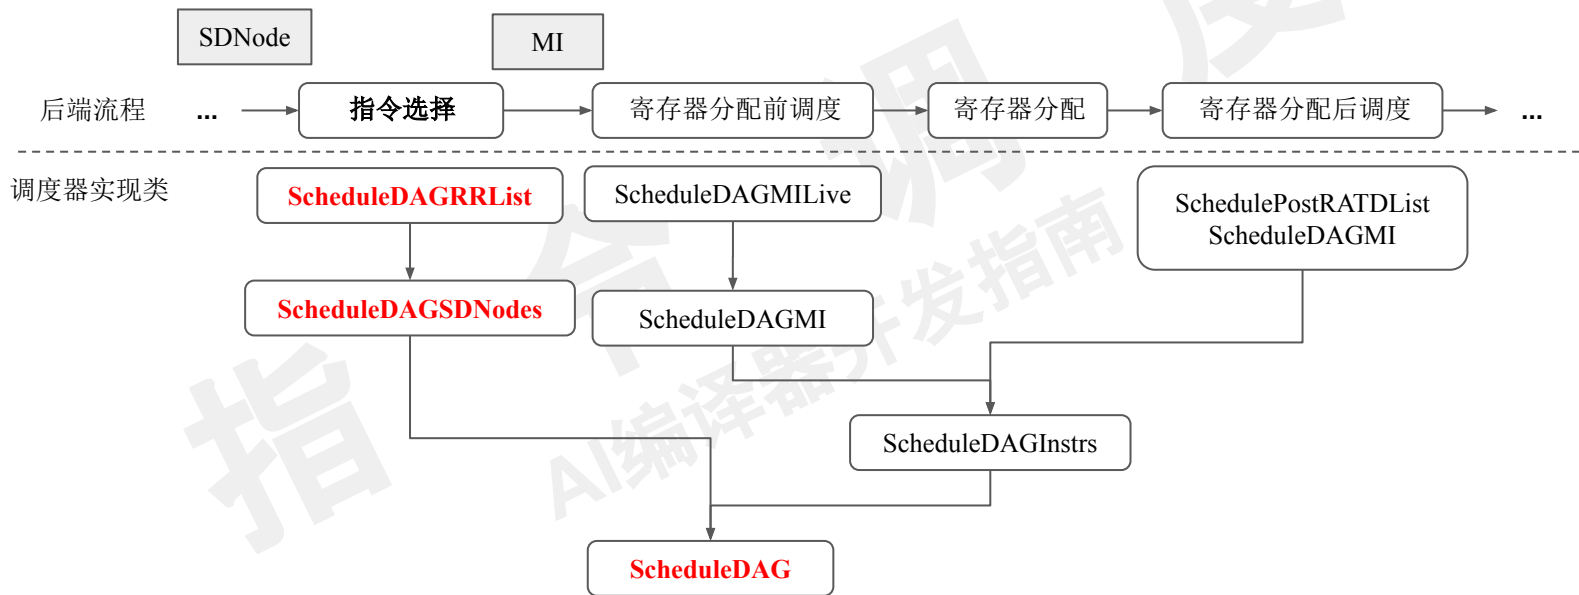 SDNode
MI
后端流程
...
指令选择
寄存器分配前调度
寄存器分配
寄存器分配后调度
...
调度器实现类
ScheduleDAGRRList
ScheduleDAGMILive
SchedulePostRATDList
ScheduleDAGMI
ScheduleDAGSDNodes
ScheduleDAGMI
ScheduleDAGInstrs
ScheduleDAG
指令调度
AI编译器开发指南